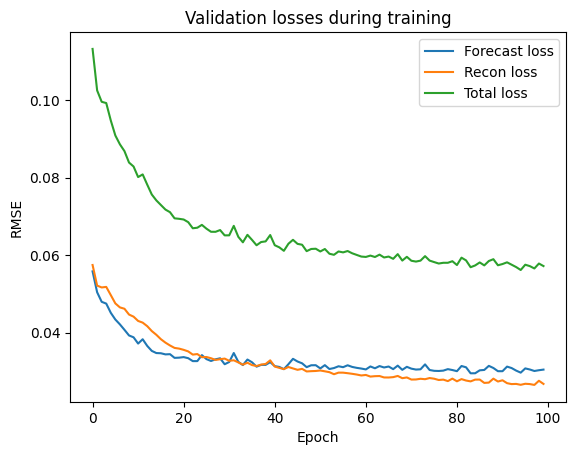 Validation losses during training
Forecast loss
Recon loss
Total loss
RMSE
0.10
0.08
0.06
0.04
0
20
40
60
80
100
Epoch